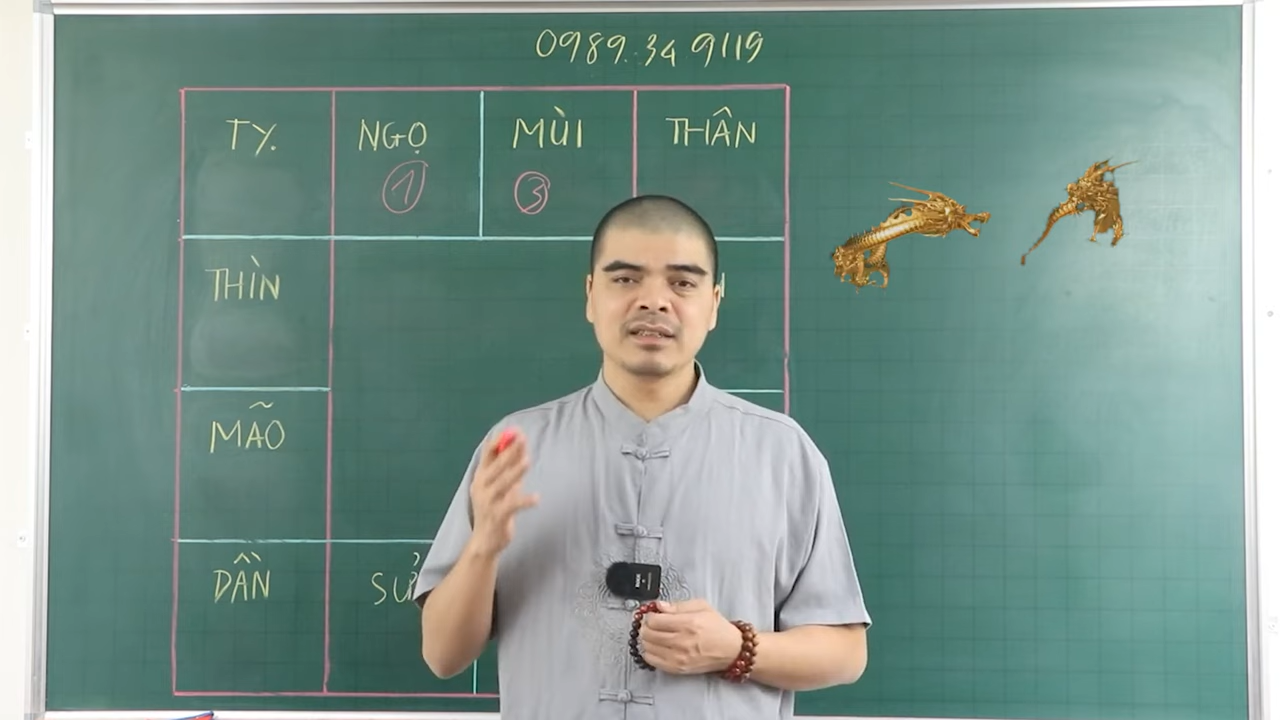 0989.34 9119
TY. NGỌ MÙI THÂN
① ③
THÌN
MÃO
DẦN